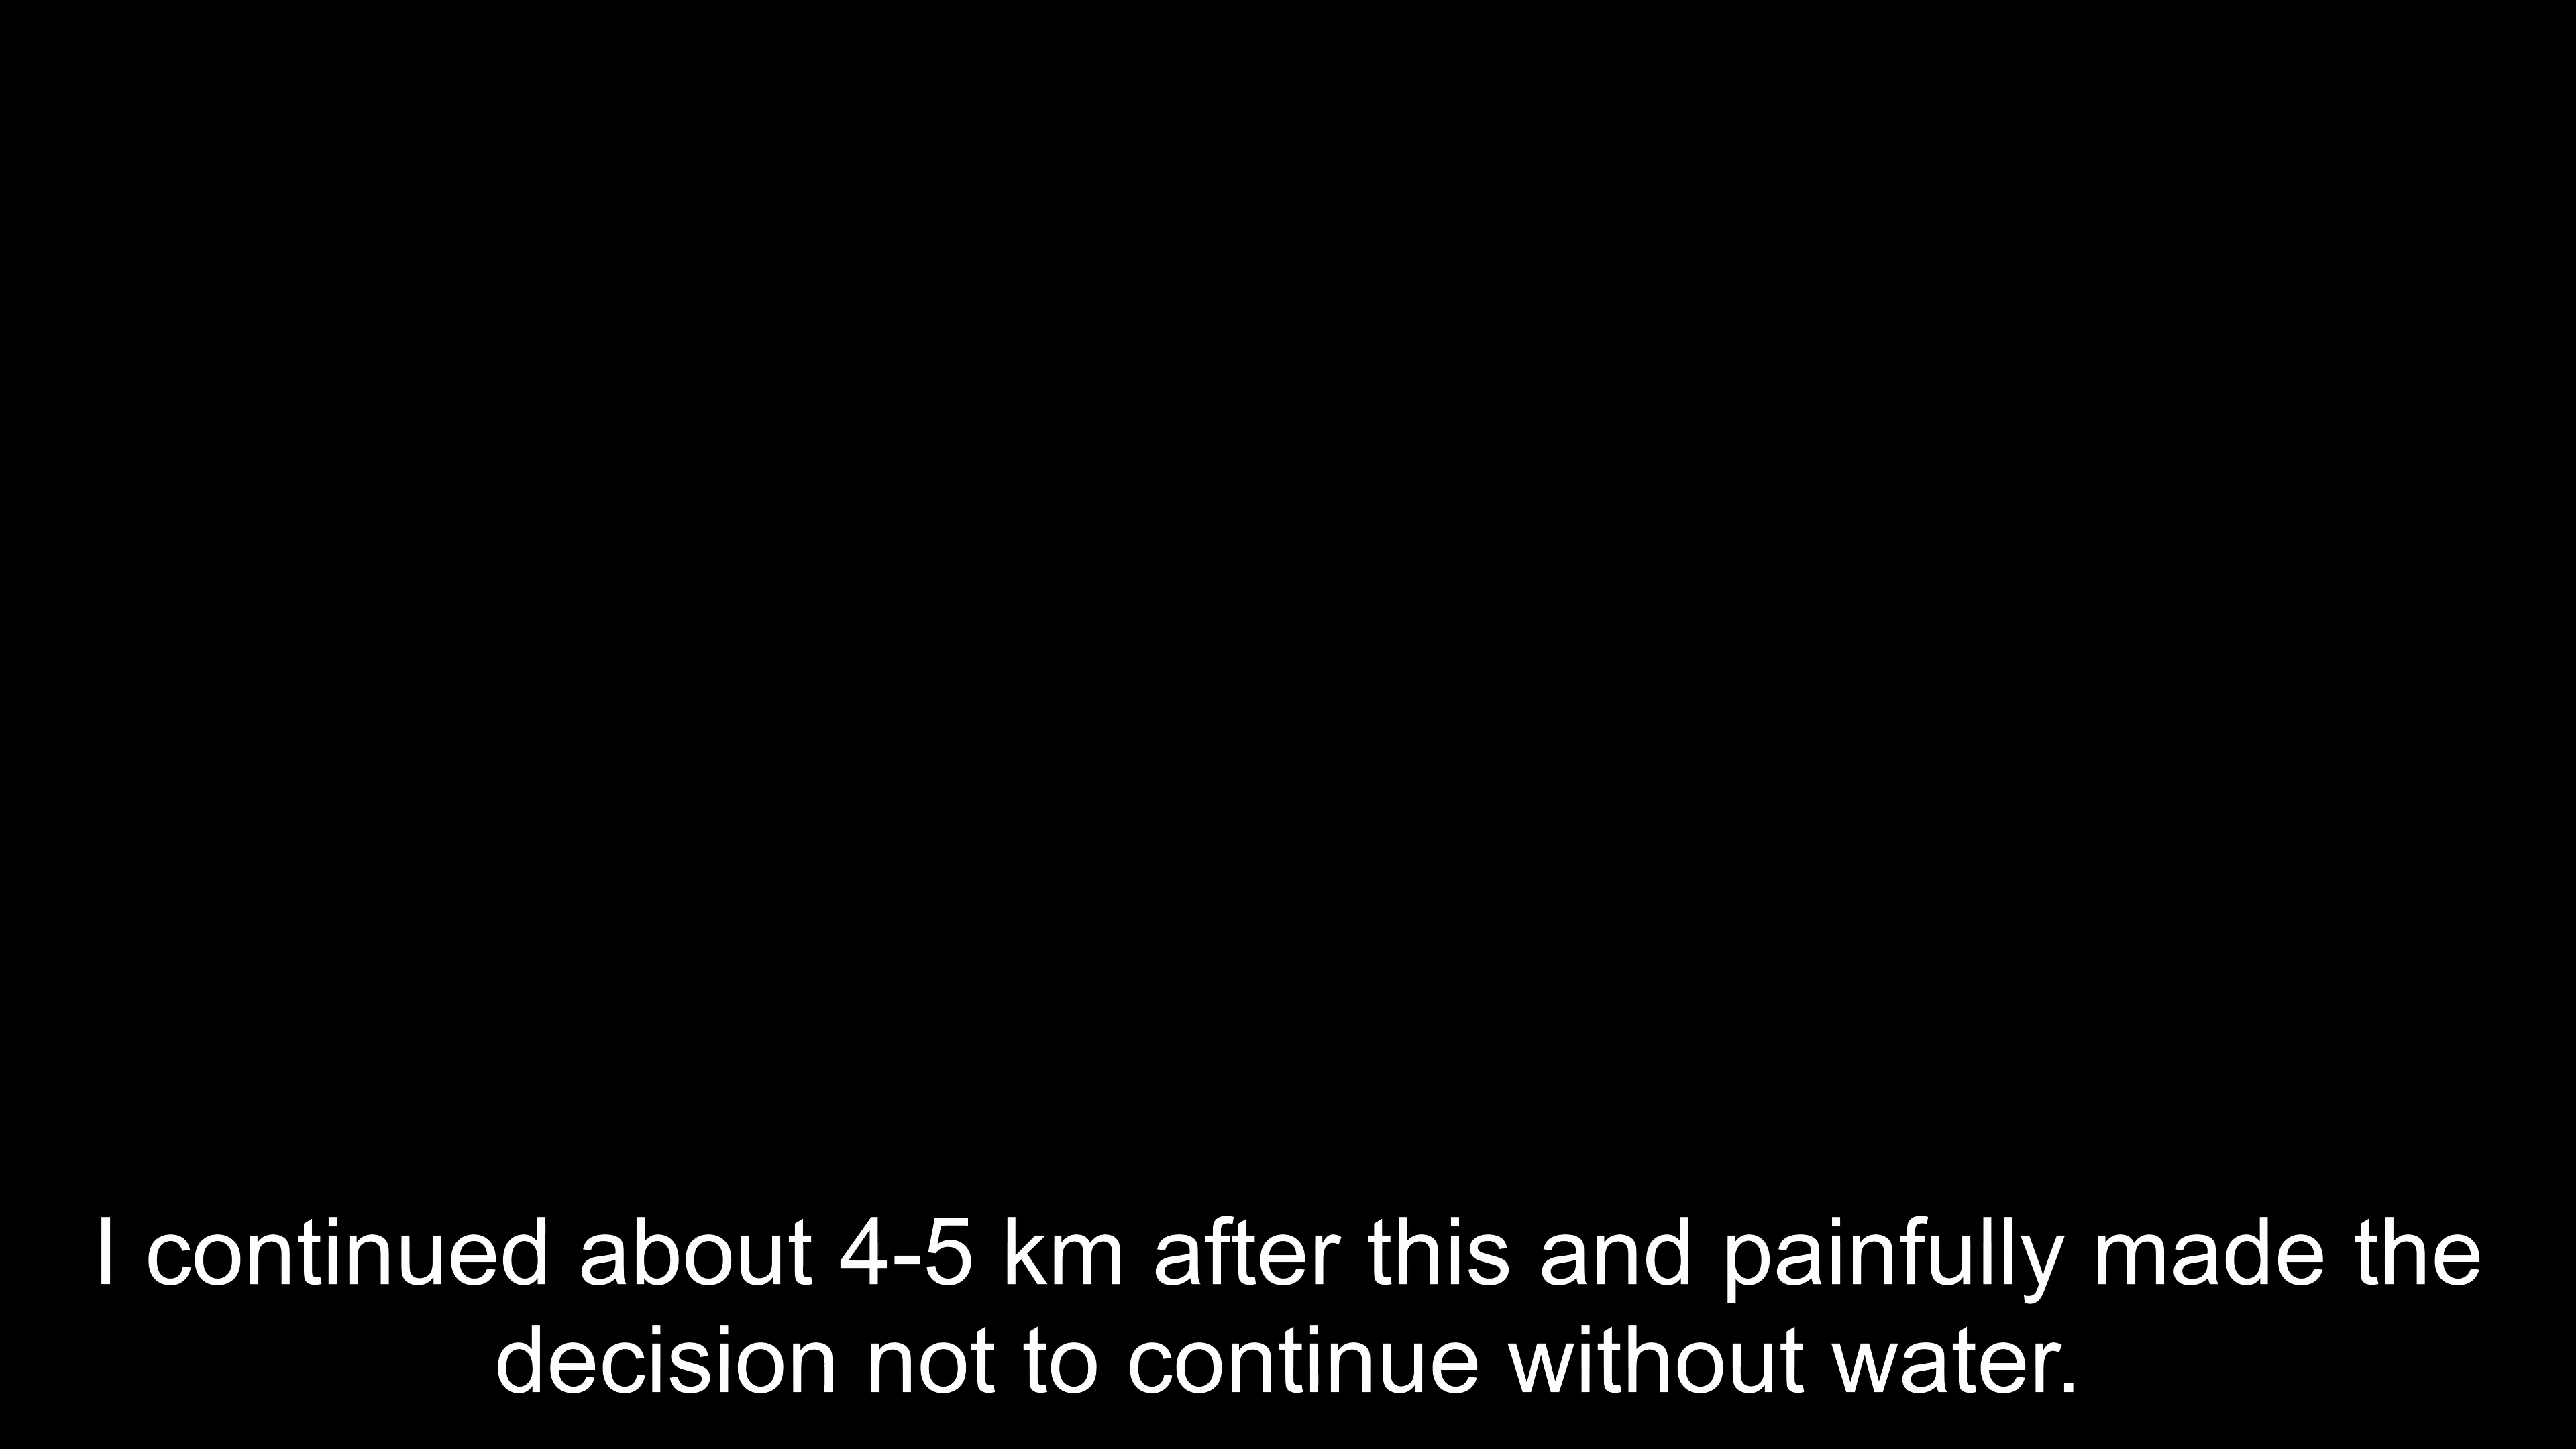 I continued about 4-5 km after this and painfully made the
decision not to continue without water.